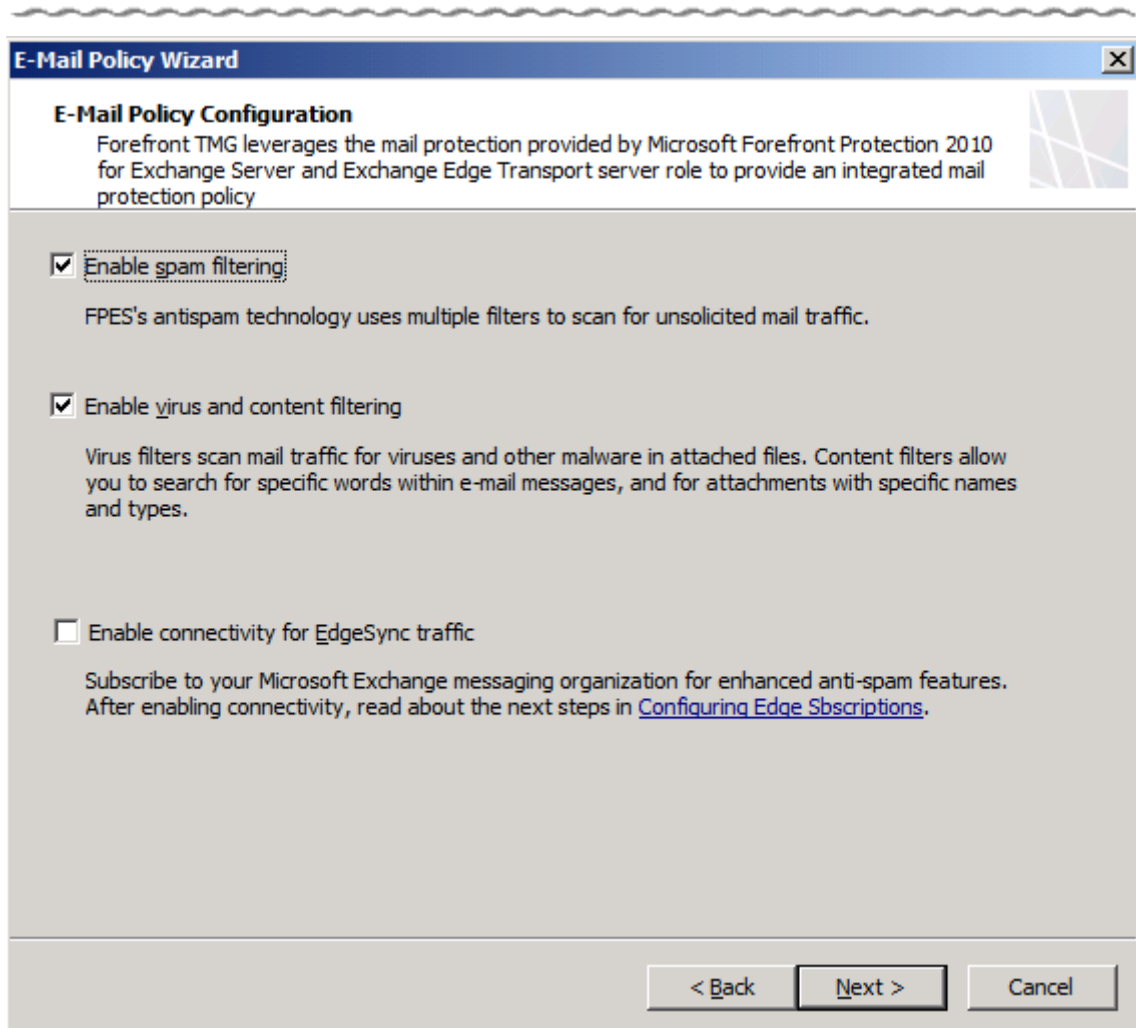 E-Mail Policy Wizard
E-Mail Policy Configuration
Forefront TMG leverages the mail protection provided by Microsoft Forefront Protection 2010
for Exchange Server and Exchange Edge Transport server role to provide an integrated mail
protection policy
Enable spam filtering
FPES's antispam technology uses multiple filters to scan for unsolicited mail traffic.
Enable virus and content filtering
Virus filters scan mail traffic for viruses and other malware in attached files. Content filters allow
you to search for specific words within e-mail messages, and for attachments with specific names
and types.
Enable connectivity for EdgeSync traffic
Subscribe to your Microsoft Exchange messaging organization for enhanced anti-spam features.
After enabling connectivity, read about the next steps in Configuring Edge Sbscriptions.
< Back Next > Cancel